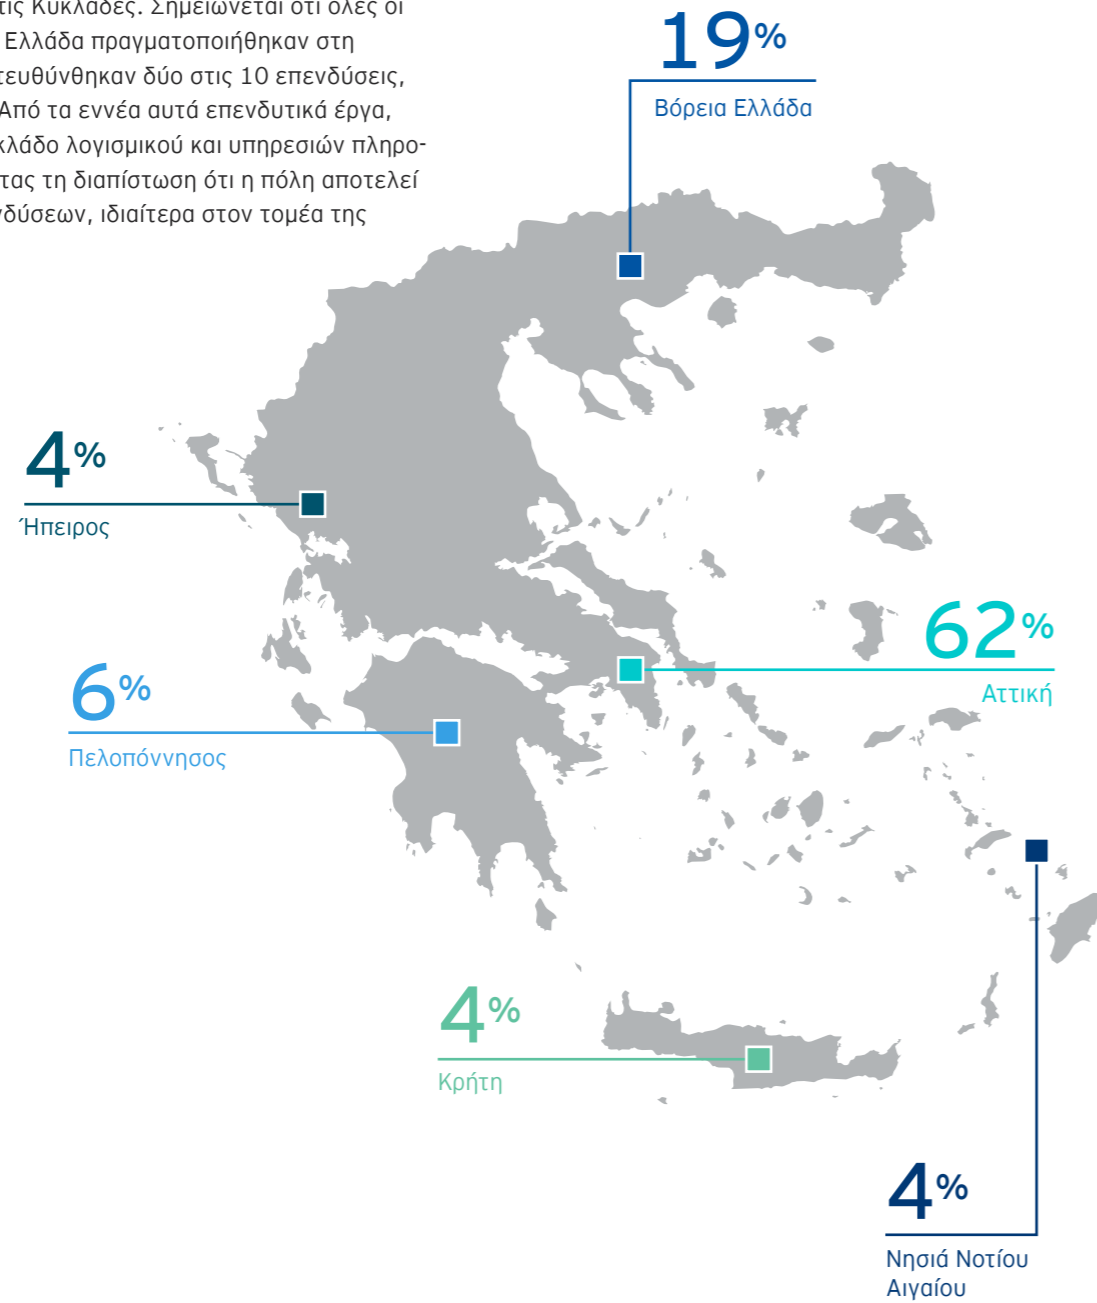 τις Κυκλάδες. Σημειώνεται ότι όλες οι
Ελλάδα πραγματοποιήθηκαν στη
τευθύνθηκαν δύο στις 10 επενδύσεις,
Από τα εννέα αυτά επενδυτικά έργα,
κλάδο λογισμικού και υπηρεσιών πληρο-
τας τη διαπίστωση ότι η πόλη αποτελεί
νδύσεων, ιδιαίτερα στον τομέα της
19%
Βόρεια Ελλάδα
4%
Ήπειρος
62%
Αττική
6%
Πελοπόννησος
4%
Κρήτη
4%
Νησιά Νοτίου
Αιγαίου